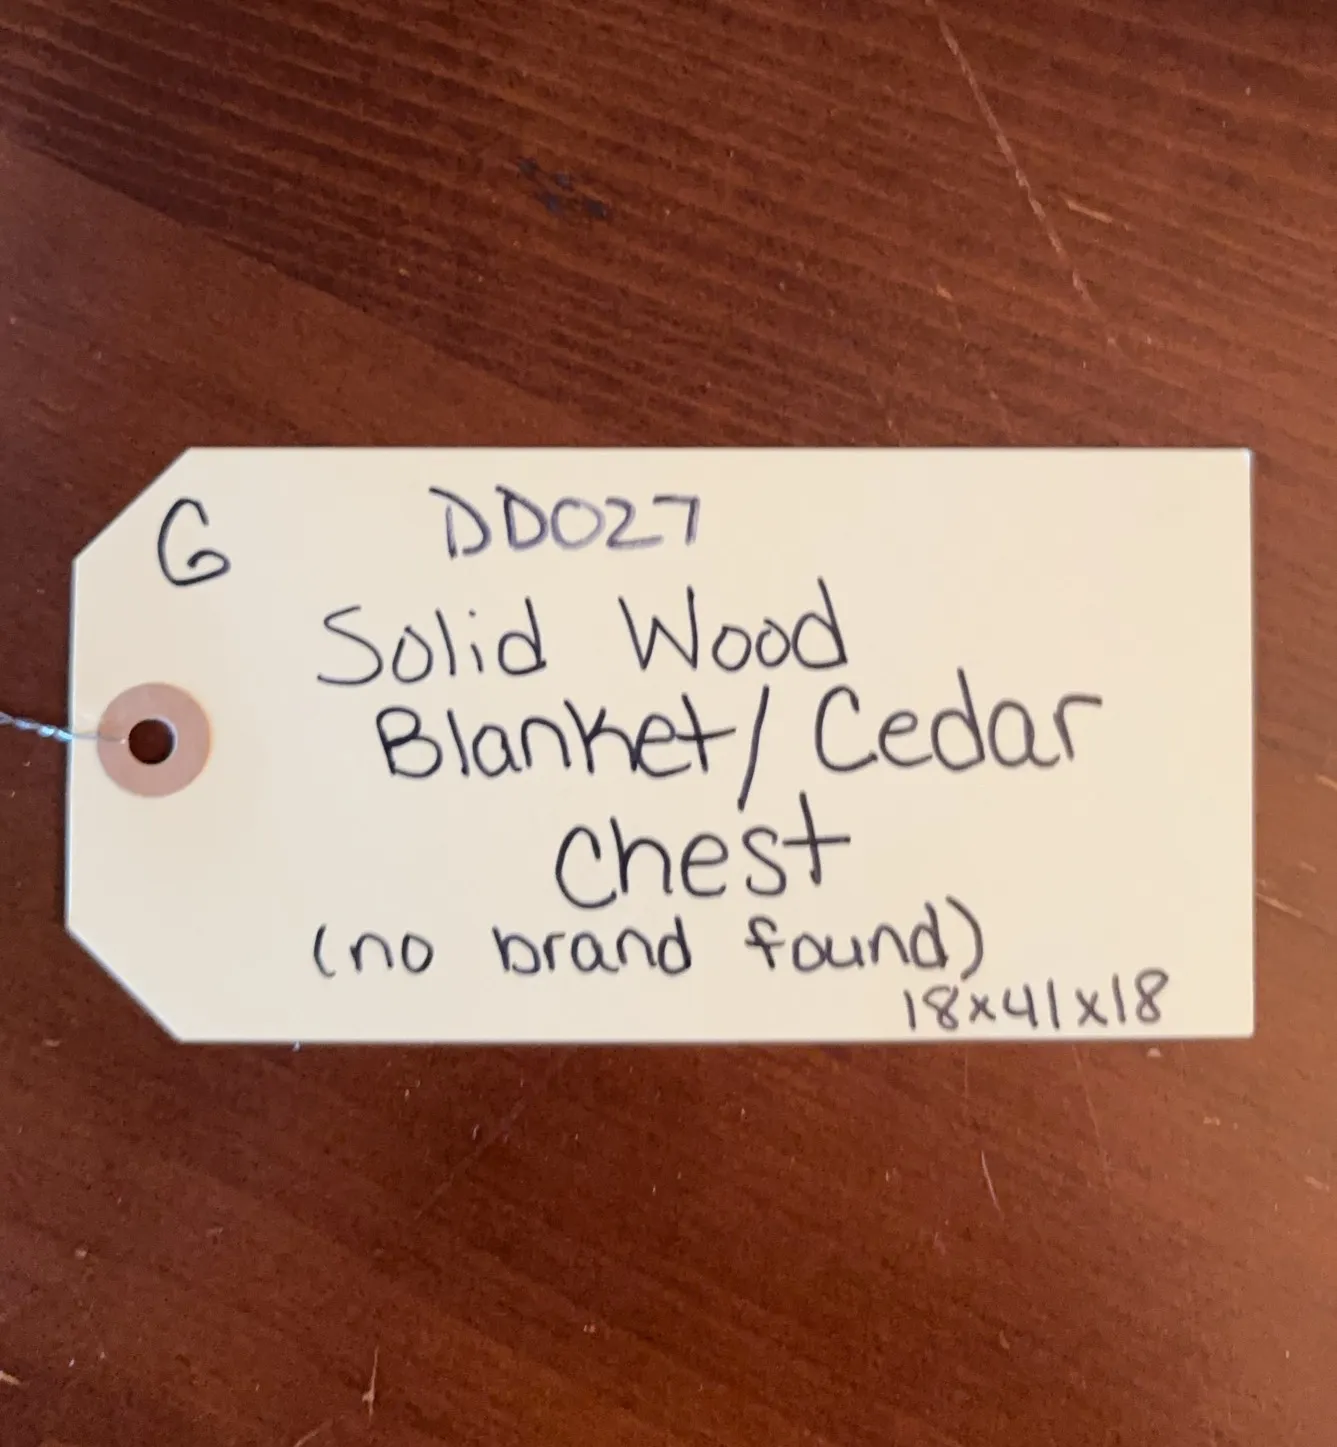 G DD027
Solid Wood
Blanket/Cedar
Chest
(no brand found)
18x41x18